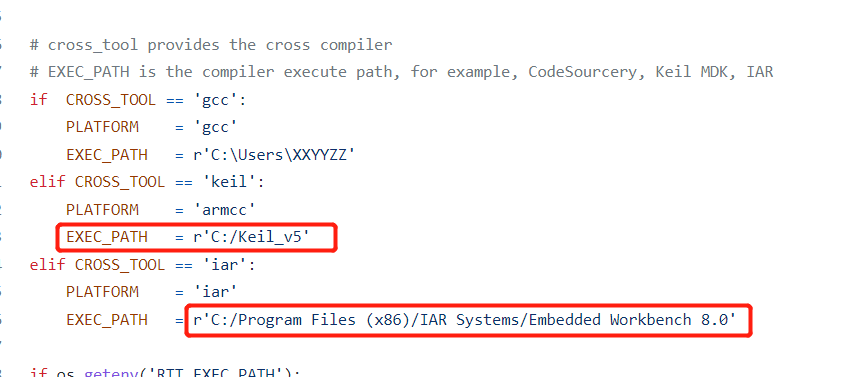 # cross_tool provides the cross compiler
# EXEC_PATH is the compiler execute path, for example, CodeSourcery, Keil MDK, IAR
if  CROSS_TOOL == 'gcc':
    PLATFORM    = 'gcc'
    EXEC_PATH   = r'C:\Users\XXYYZZ'
elif CROSS_TOOL == 'keil':
    PLATFORM    = 'armcc'
    EXEC_PATH   = r'C:/Keil_v5'
elif CROSS_TOOL == 'iar':
    PLATFORM    = 'iar'
    EXEC_PATH   = r'C:/Program Files (x86)/IAR Systems/Embedded Workbench 8.0'
if os.getenv('RTT_EXEC_PATH'):